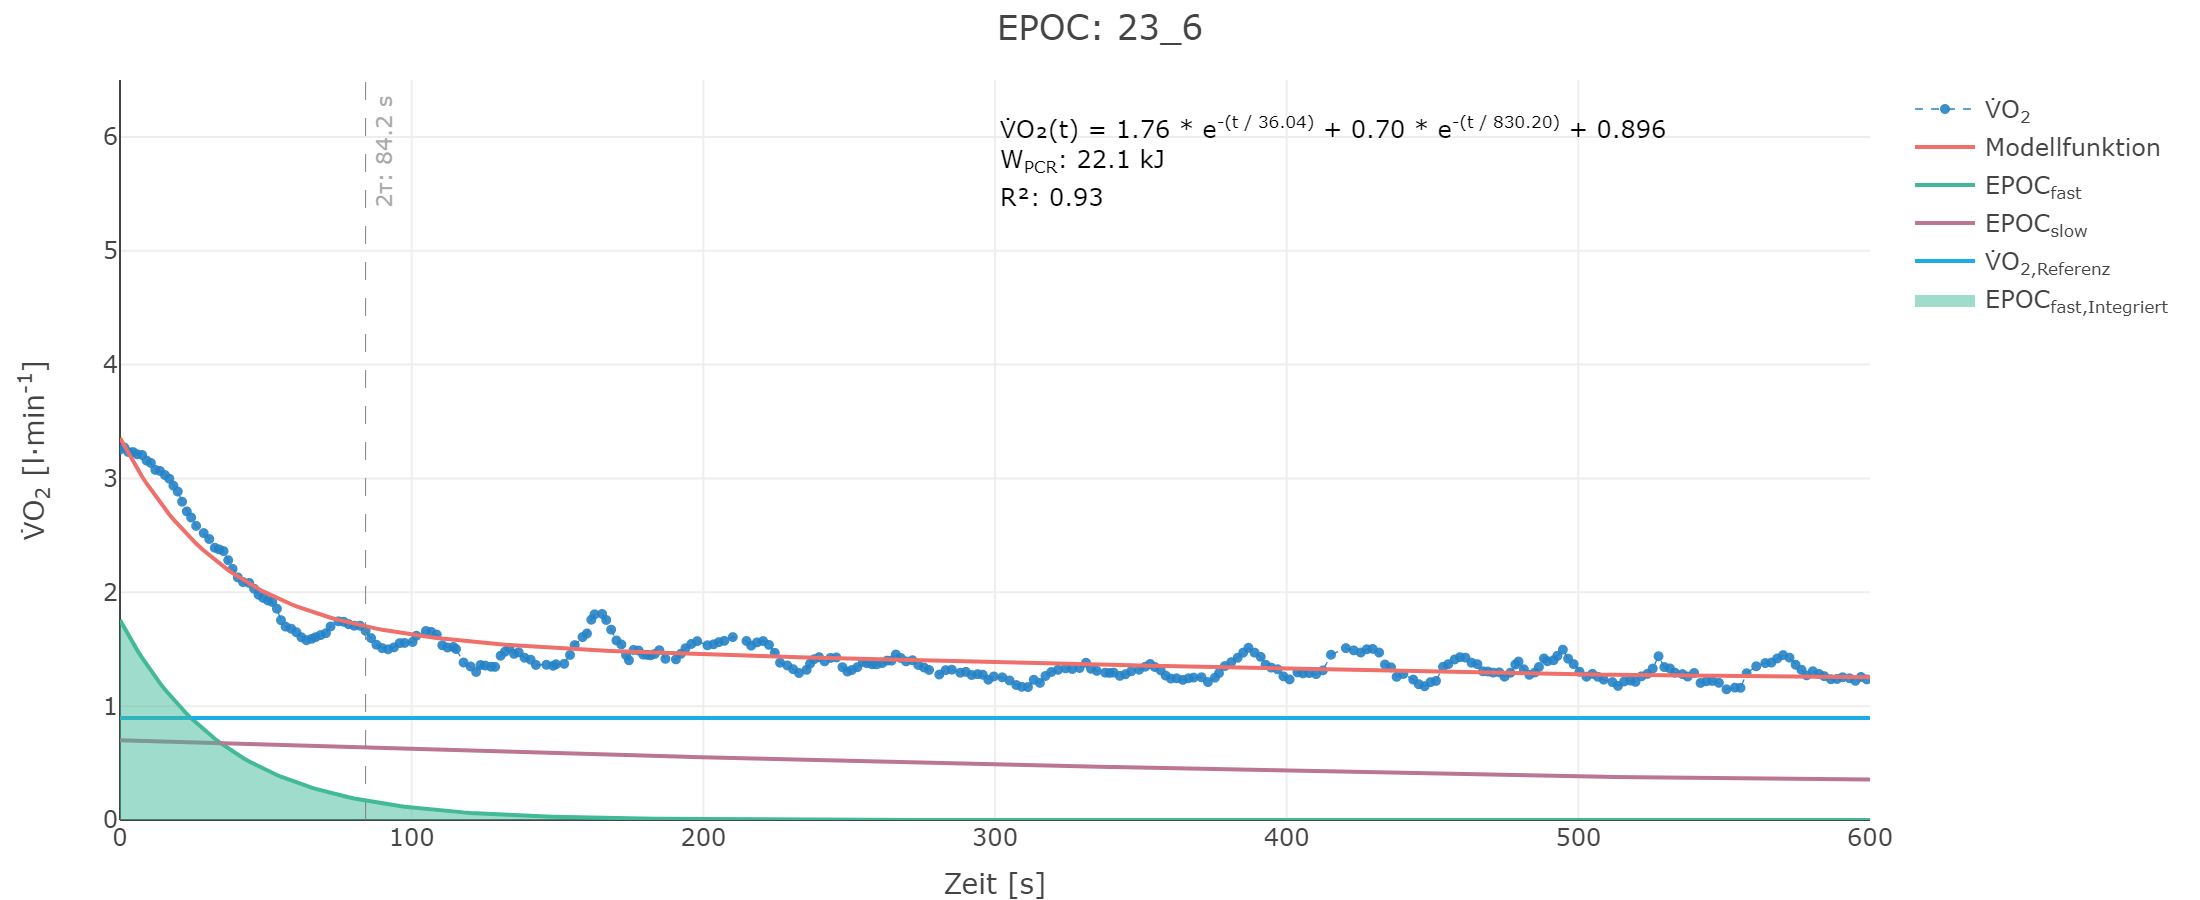 EPOC: 23_6
V̇O₂(t) = 1.76 * e^-(t / 36.04) + 0.70 * e^-(t / 830.20) + 0.896
W_PCR: 22.1 kJ
R²: 0.93
2τ: 84.2 s
V̇O₂
Modellfunktion
EPOC_fast
EPOC_slow
V̇O₂,Referenz
EPOC_fast,Integriert
V̇O₂ [l·min⁻¹]
6
5
4
3
2
1
0
0 100 200 300 400 500 600
Zeit [s]